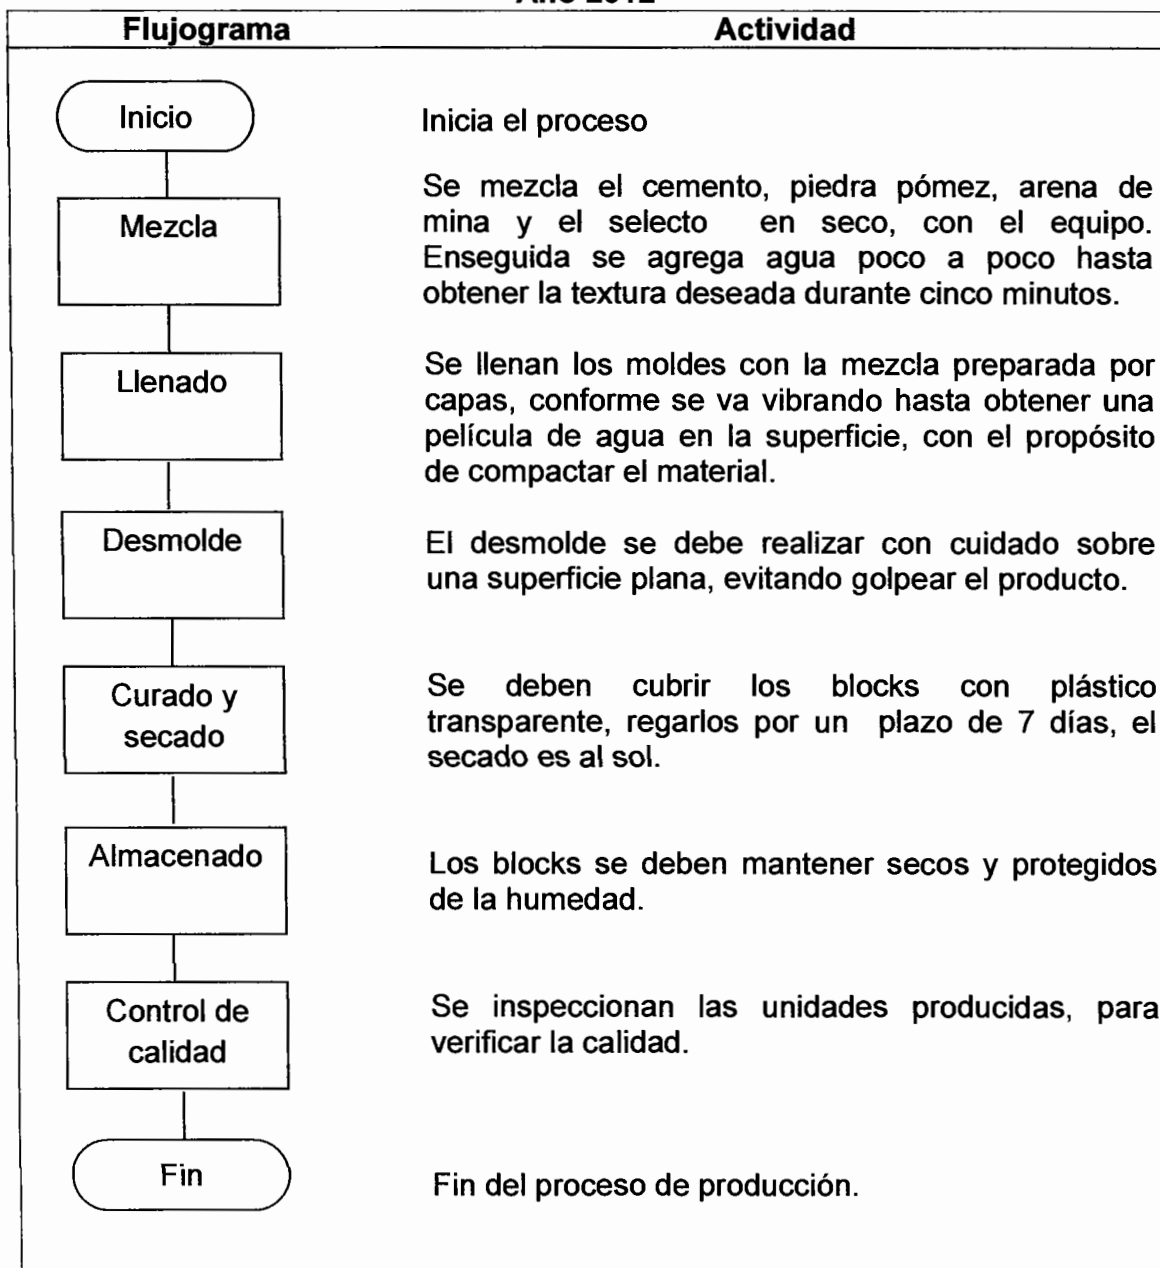 Flujograma
Actividad
Inicio
Inicia el proceso
Mezcla
Se mezcla el cemento, piedra pómez, arena de
mina y el selecto en seco, con el equipo.
Enseguida se agrega agua poco a poco hasta
obtener la textura deseada durante cinco minutos.
Llenado
Se llenan los moldes con la mezcla preparada por
capas, conforme se va vibrando hasta obtener una
película de agua en la superficie, con el propósito
de compactar el material.
Desmolde
El desmolde se debe realizar con cuidado sobre
una superficie plana, evitando golpear el producto.
Curado y
secado
Se deben cubrir los blocks con plástico
transparente, regarlos por un plazo de 7 días, el
secado es al sol.
Almacenado
Los blocks se deben mantener secos y protegidos
de la humedad.
Control de
calidad
Se inspeccionan las unidades producidas, para
verificar la calidad.
Fin
Fin del proceso de producción.